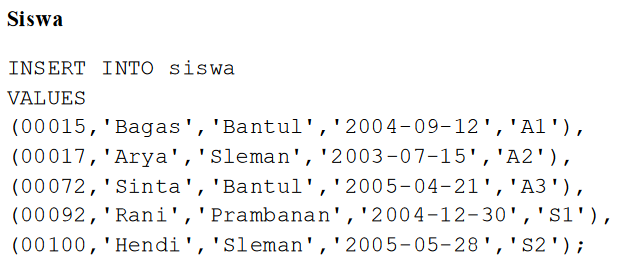 Siswa
INSERT INTO siswa
VALUES
(00015,'Bagas','Bantul','2004-09-12','A1'),
(00017,'Arya','Sleman','2003-07-15','A2'),
(00072,'Sinta','Bantul','2005-04-21','A3'),
(00092,'Rani','Prambanan','2004-12-30','S1'),
(00100,'Hendi','Sleman','2005-05-28','S2');